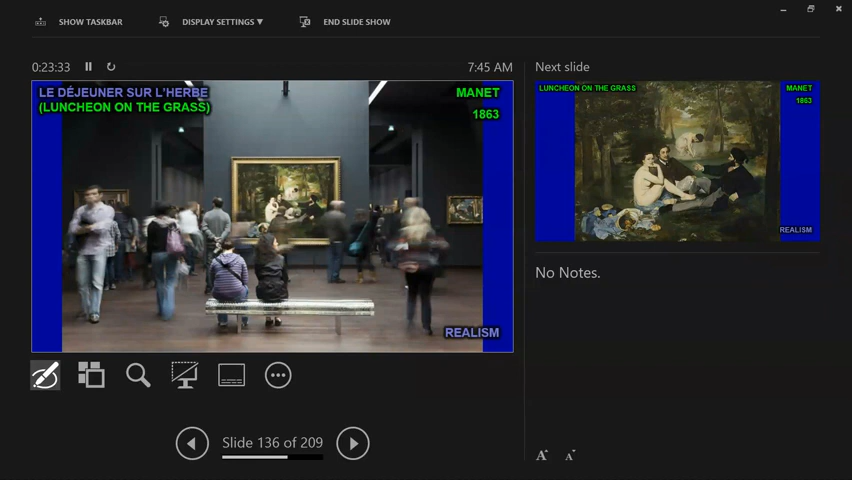 SHOW TASKBAR
DISPLAY SETTINGS ▼
END SLIDE SHOW
0:23:33
7:45 AM
LE DÉJEUNER SUR L'HERBE
(LUNCHEON ON THE GRASS)
MANET
1863
REALISM
Slide 136 of 209
Next slide
LUNCHEON ON THE GRASS
MANET
1863
REALISM
No Notes.
A
A